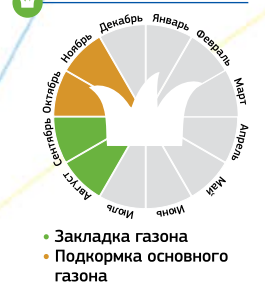 Январь
Февраль
Март
Апрель
Май
Июнь
Июль
Август
Сентябрь
Октябрь
Ноябрь
Декабрь
• Закладка газона
• Подкормка основного
газона